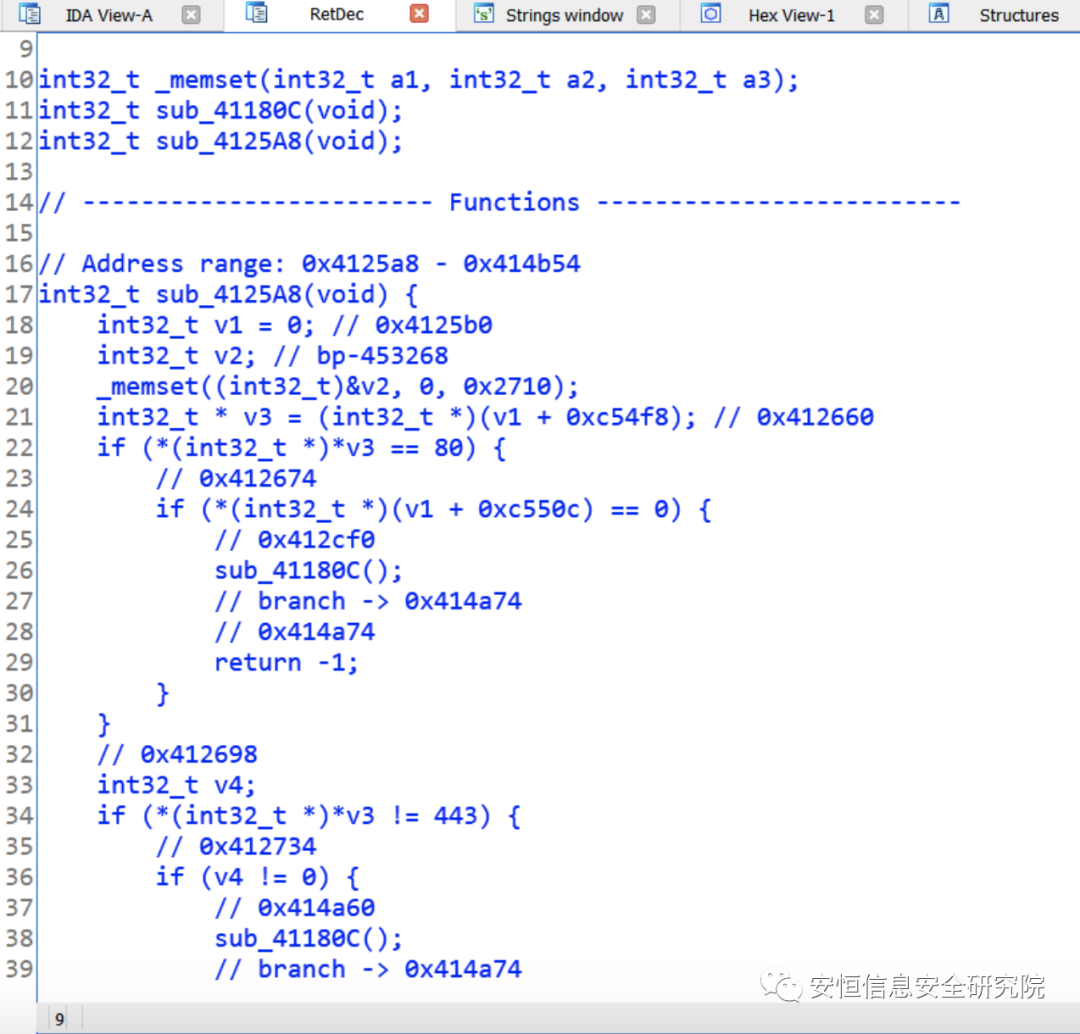 IDA View-A RetDec Strings window Hex View-1 Structures
9
10 int32_t _memset(int32_t a1, int32_t a2, int32_t a3);
11 int32_t sub_41180C(void);
12 int32_t sub_4125A8(void);
13
14 // ------------------------ Functions -------------------------
15
16 // Address range: 0x4125a8 - 0x414b54
17 int32_t sub_4125A8(void) {
18     int32_t v1 = 0; // 0x4125b0
19     int32_t v2; // bp-453268
20     _memset((int32_t)&v2, 0, 0x2710);
21     int32_t * v3 = (int32_t *)(v1 + 0xc54f8); // 0x412660
22     if (*(int32_t *)*v3 == 80) {
23         // 0x412674
24         if (*(int32_t *)(v1 + 0xc550c) == 0) {
25             // 0x412cf0
26             sub_41180C();
27             // branch -> 0x414a74
28             // 0x414a74
29             return -1;
30         }
31     }
32     // 0x412698
33     int32_t v4;
34     if (*(int32_t *)*v3 != 443) {
35         // 0x412734
36         if (v4 != 0) {
37             // 0x414a60
38             sub_41180C();
39             // branch -> 0x414a74
安恒信息安全研究院
9